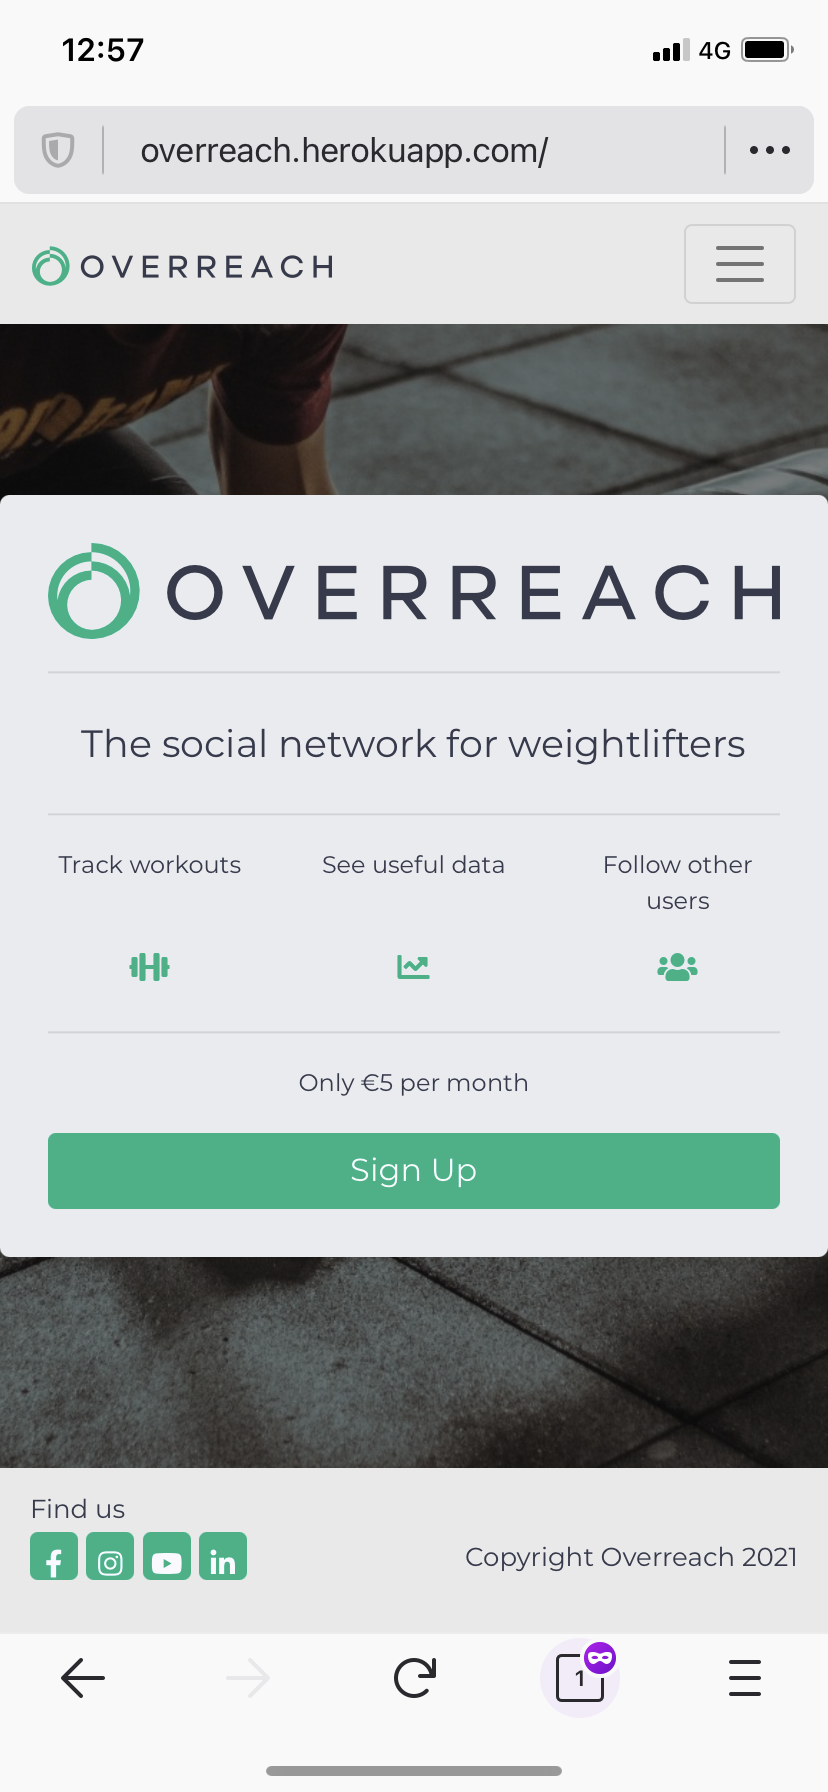 12:57
4G
overreach.herokuapp.com/
OVERREACH
OVERREACH
The social network for weightlifters
Track workouts
See useful data
Follow other
users
Only €5 per month
Sign Up
Find us
Copyright Overreach 2021
1